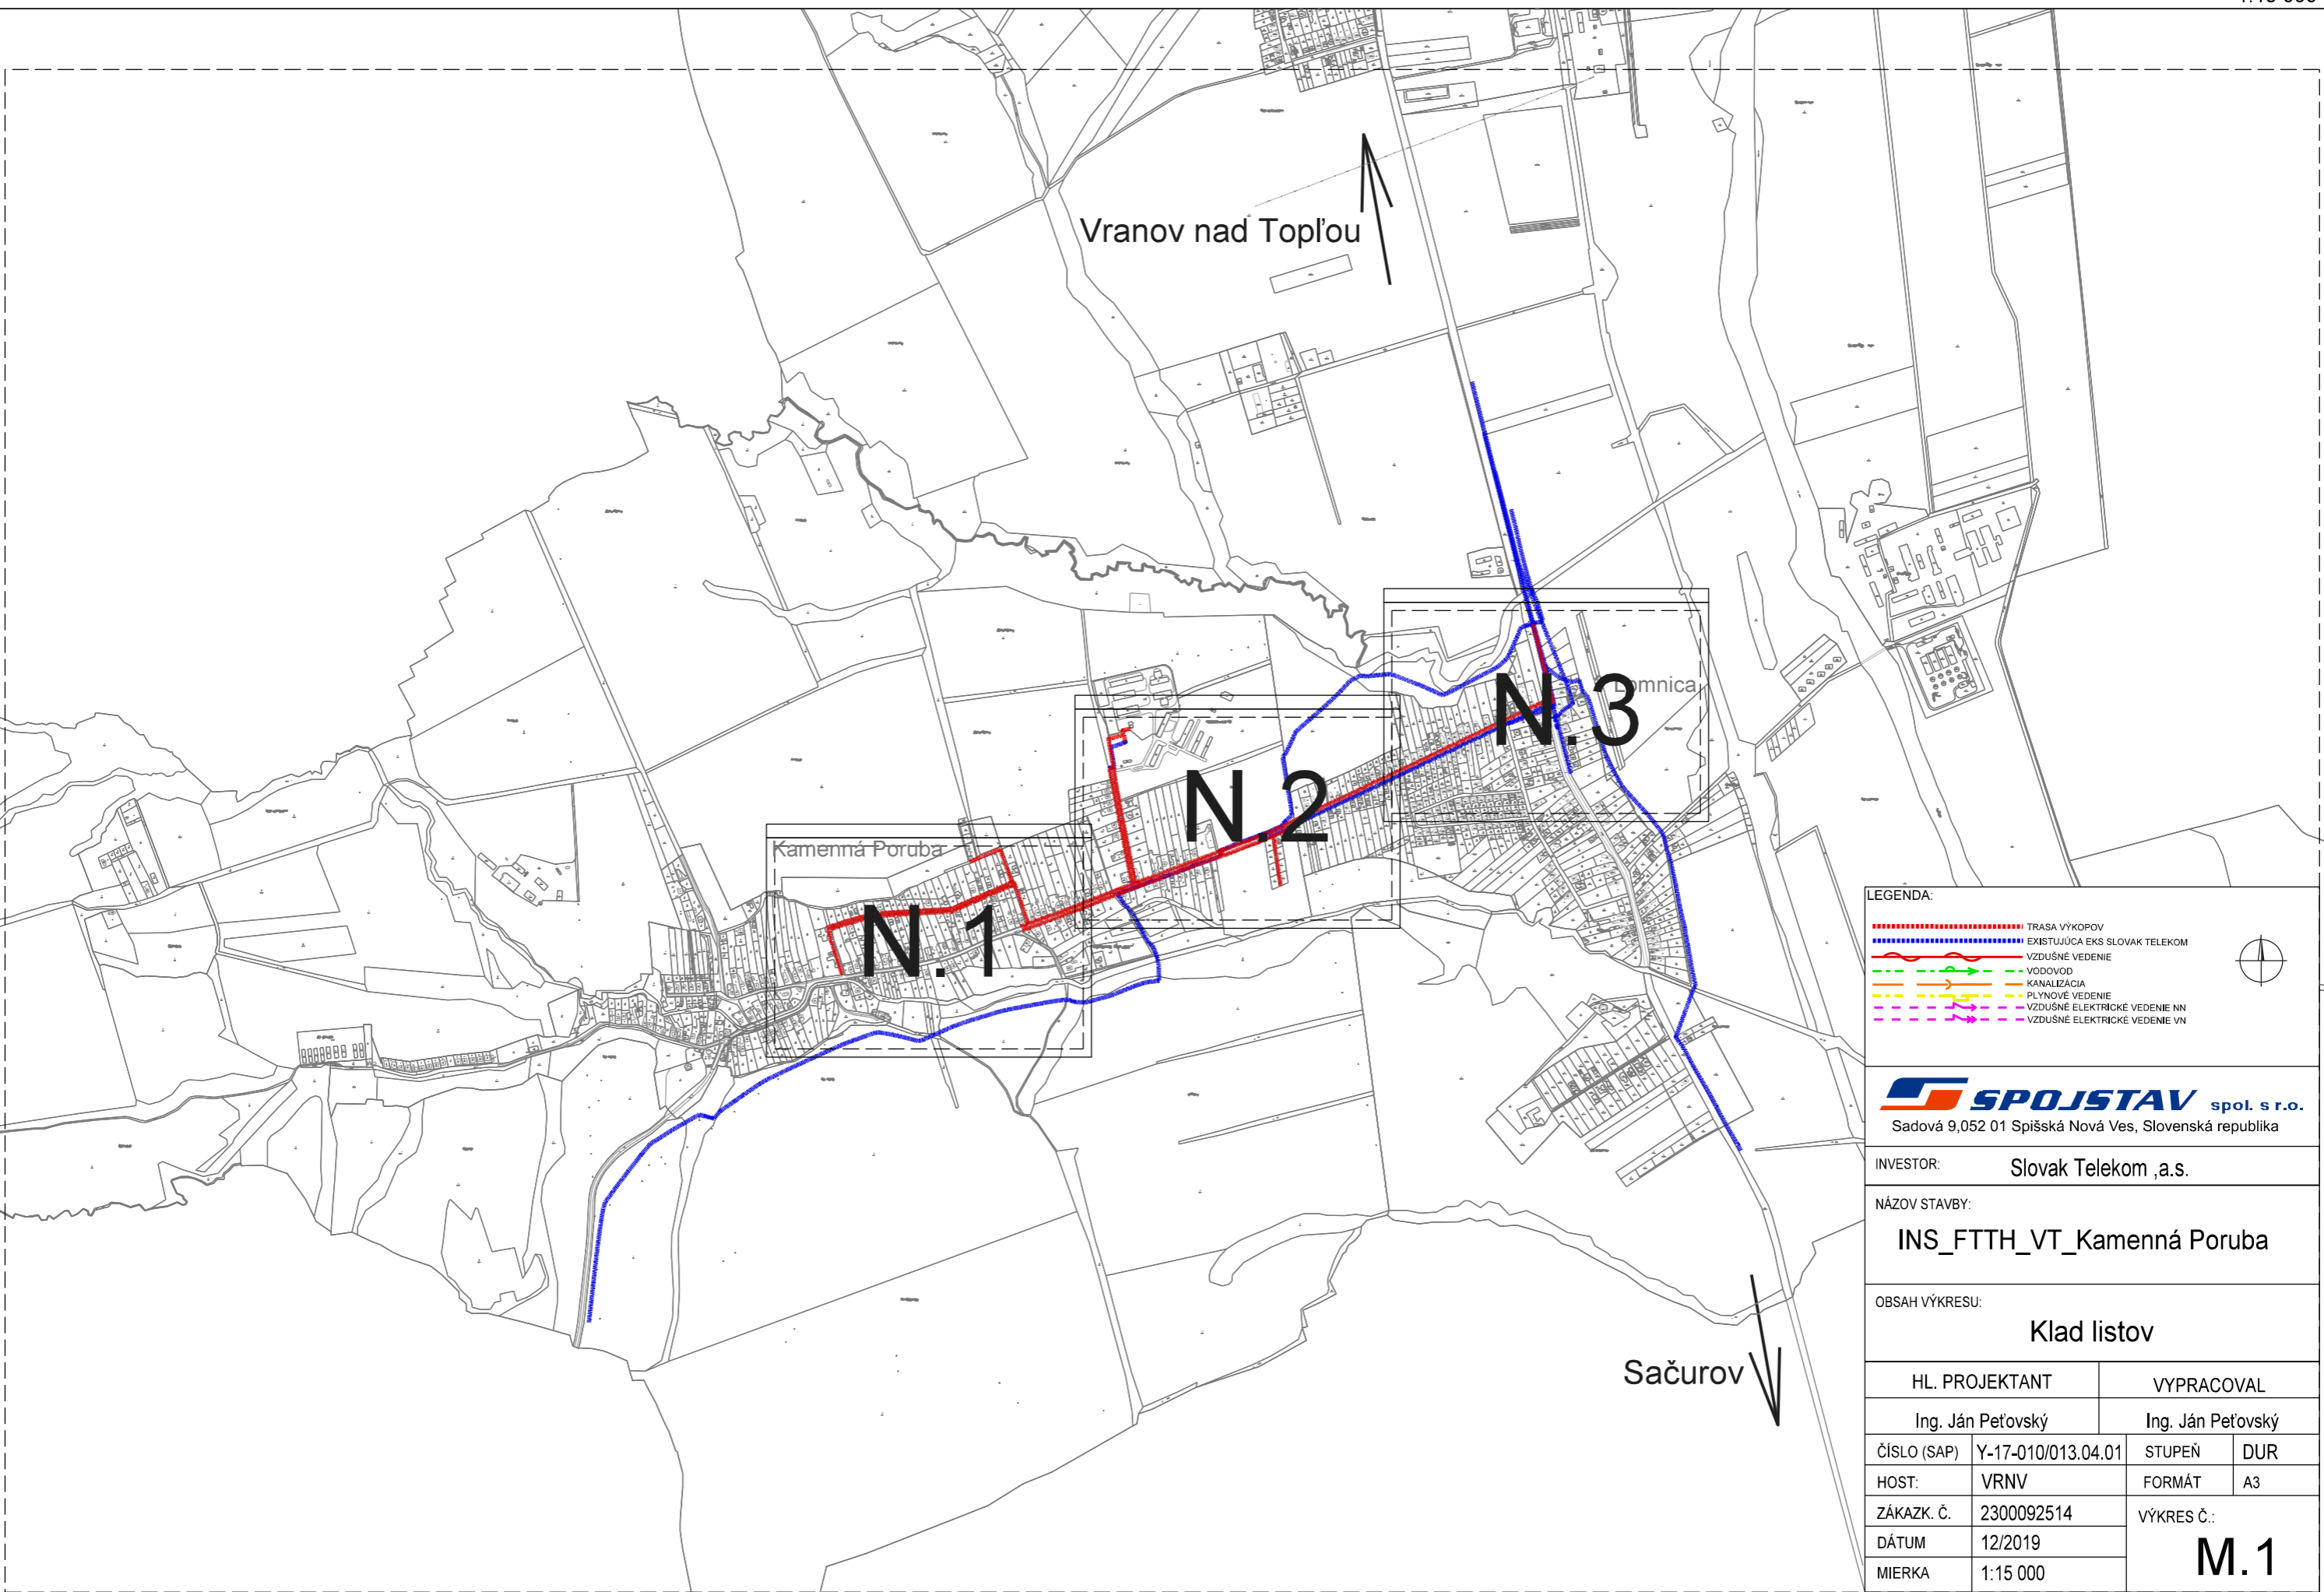 Vranov nad Topľou
Lomnica
N.3
N.2
Kamenná Poruba
N.1
Sačurov
LEGENDA:
TRASA VÝKOPOV
EXISTUJÚCA EKS SLOVAK TELEKOM
VZDUŠNÉ VEDENIE
VODOVOD
KANALIZÁCIA
PLYNOVÉ VEDENIE
VZDUŠNÉ ELEKTRICKÉ VEDENIE NN
VZDUŠNÉ ELEKTRICKÉ VEDENIE VN
SPOJSTAV spol. s r.o.
Sadová 9,052 01 Spišská Nová Ves, Slovenská republika
INVESTOR: Slovak Telekom ,a.s.
NÁZOV STAVBY:
INS_FTTH_VT_Kamenná Poruba
OBSAH VÝKRESU:
Klad listov
HL. PROJEKTANT VYPRACOVAL
Ing. Ján Peťovský Ing. Ján Peťovský
ČÍSLO (SAP) Y-17-010/013.04.01 STUPEŇ DUR
HOST: VRNV FORMÁT A3
ZÁKAZK. Č. 2300092514 VÝKRES Č.:
DÁTUM 12/2019 M.1
MIERKA 1:15 000